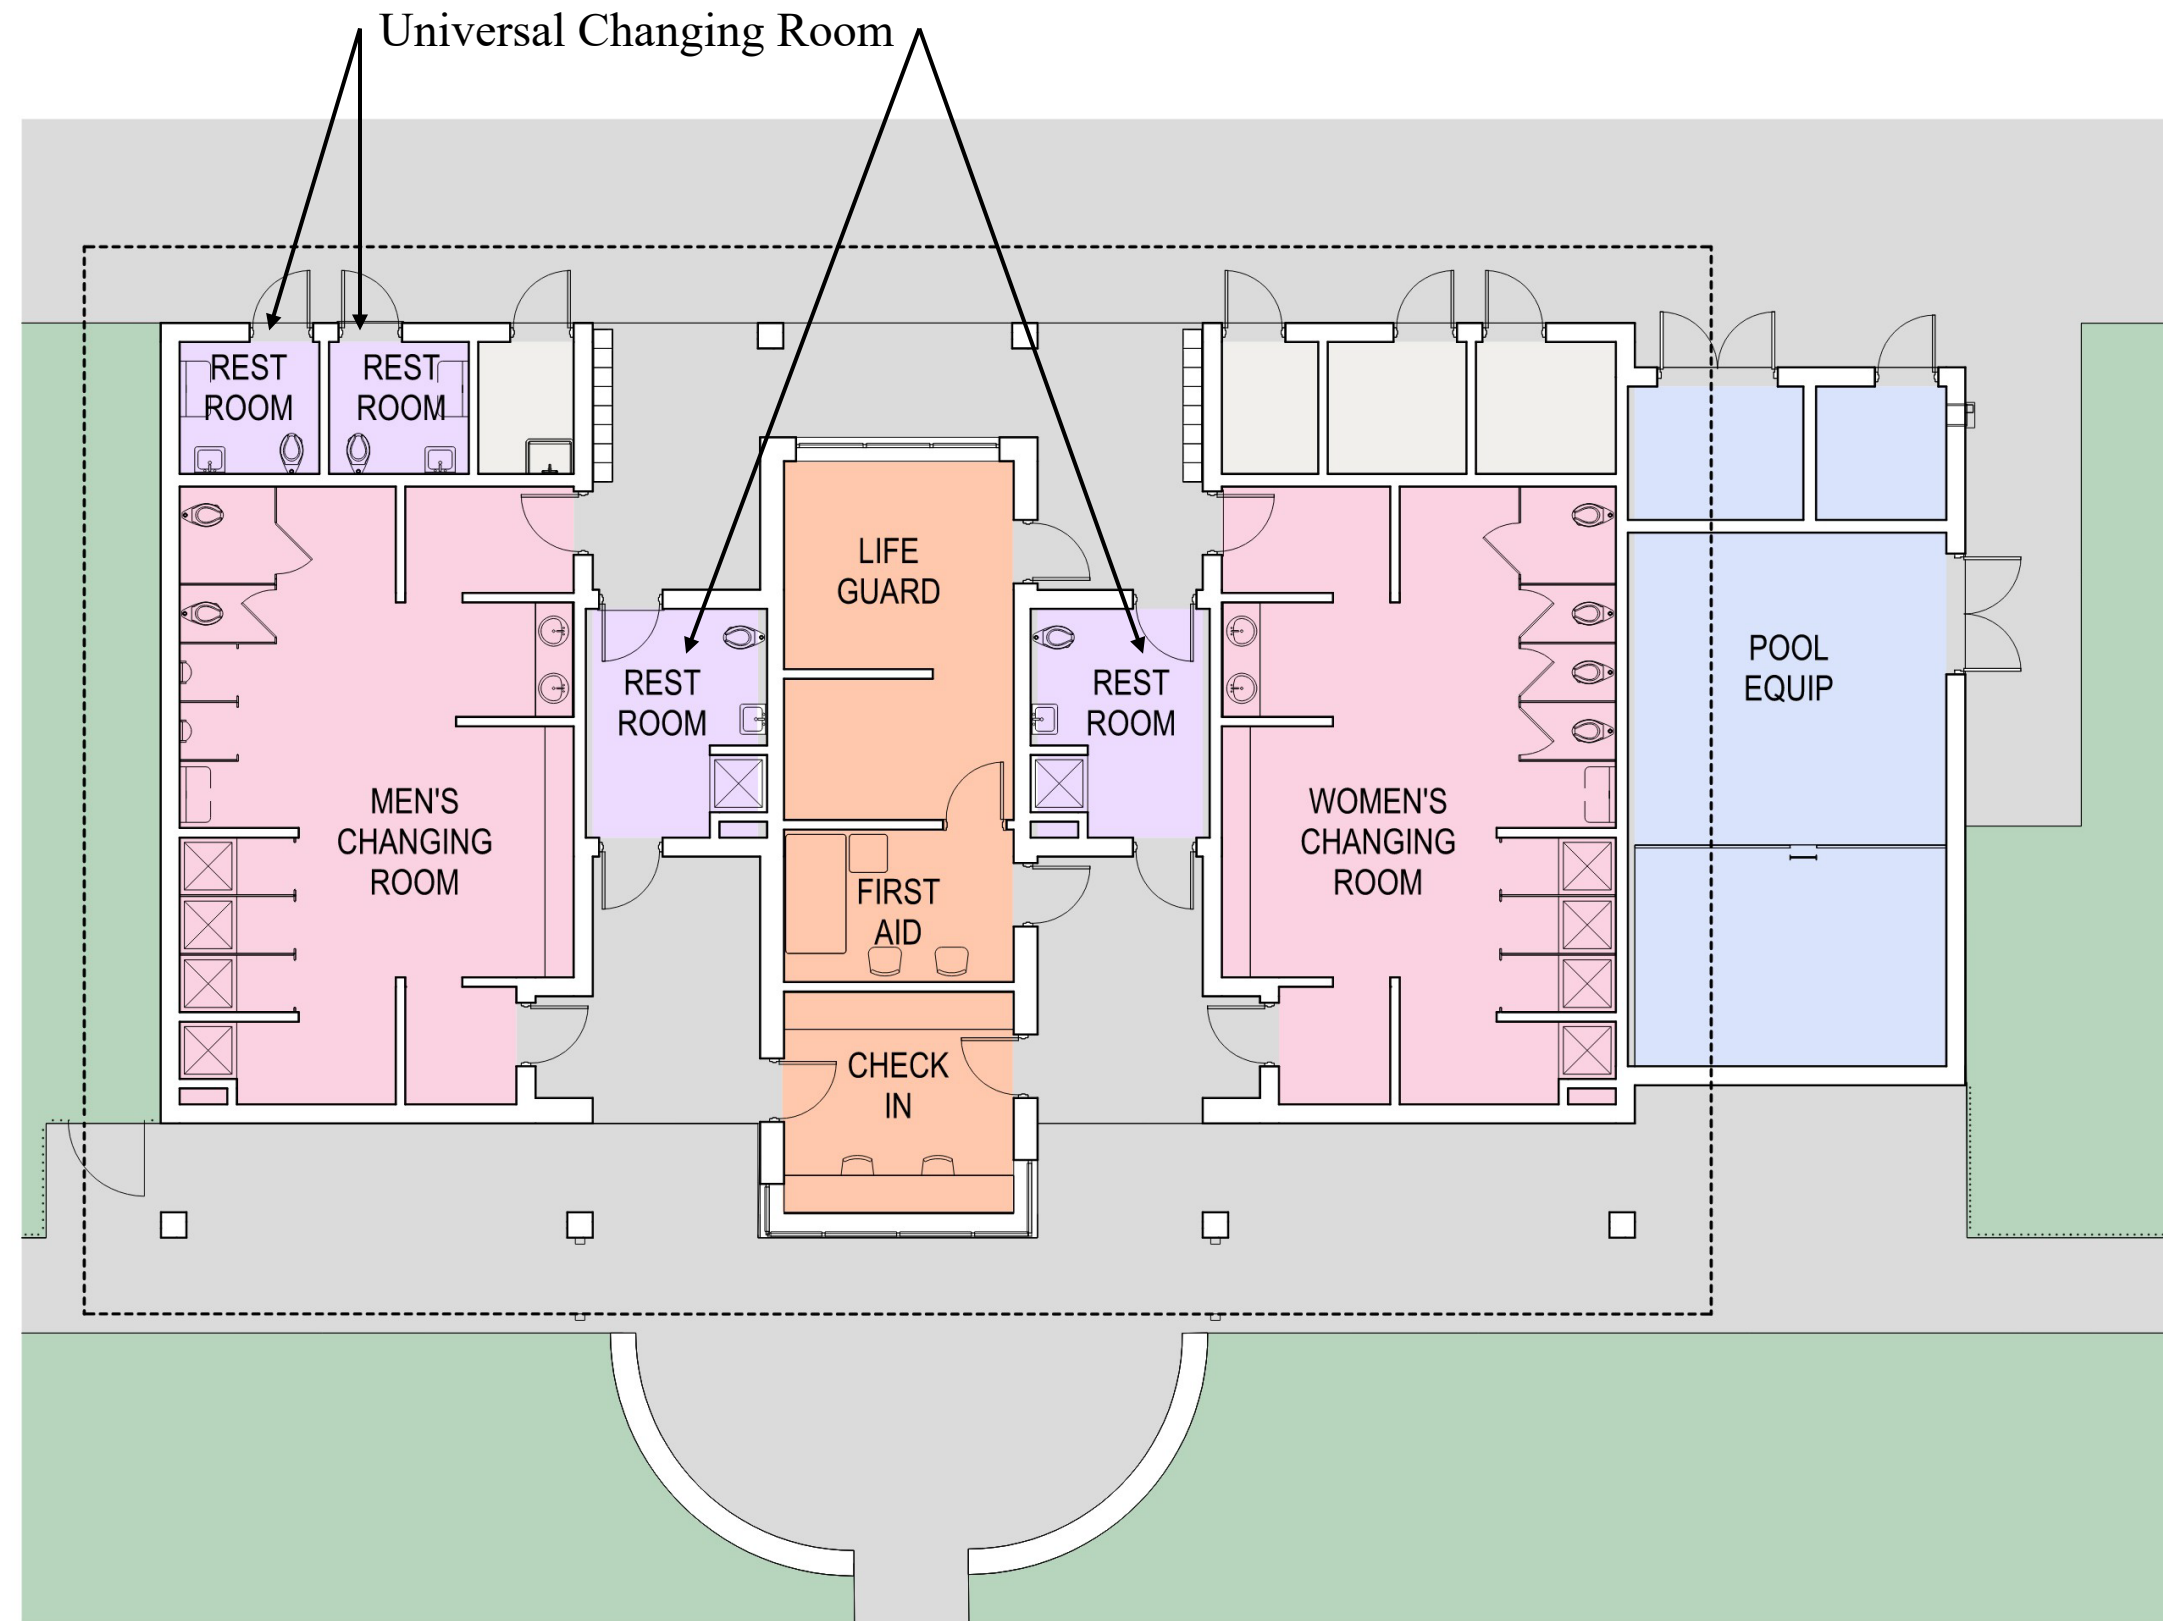 Universal Changing Room
REST
ROOM
REST
ROOM
LIFE
GUARD
REST
ROOM
REST
ROOM
POOL
EQUIP
MEN'S
CHANGING
ROOM
WOMEN'S
CHANGING
ROOM
FIRST
AID
CHECK
IN